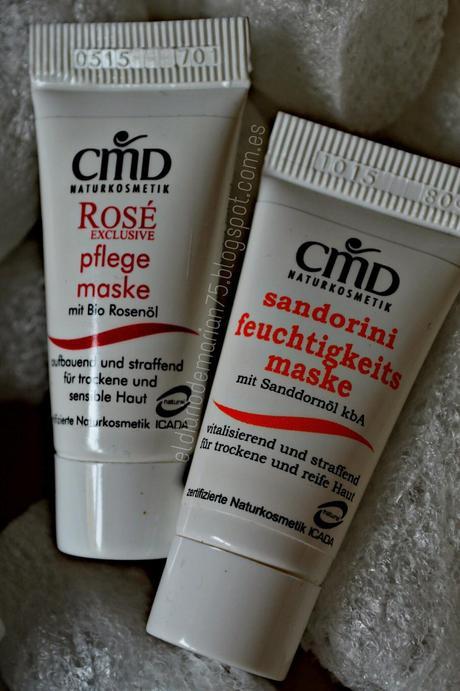 0515 701
cmD
NATURKOSMETIK
ROSÉ
EXCLUSIVE
pflege
maske
mit Bio Rosenöl
aufbauend und straffend
für trockene und
sensible Haut
zertifizierte Naturkosmetik ICADA
1015 800
cmD
NATURKOSMETIK
sandorini
feuchtigkeits
maske
mit Sanddornöl kbA
vitalisierend und straffend
für trockene und reife Haut
zertifizierte Naturkosmetik ICADA
eldiariodemarian75.blogspot.com.es